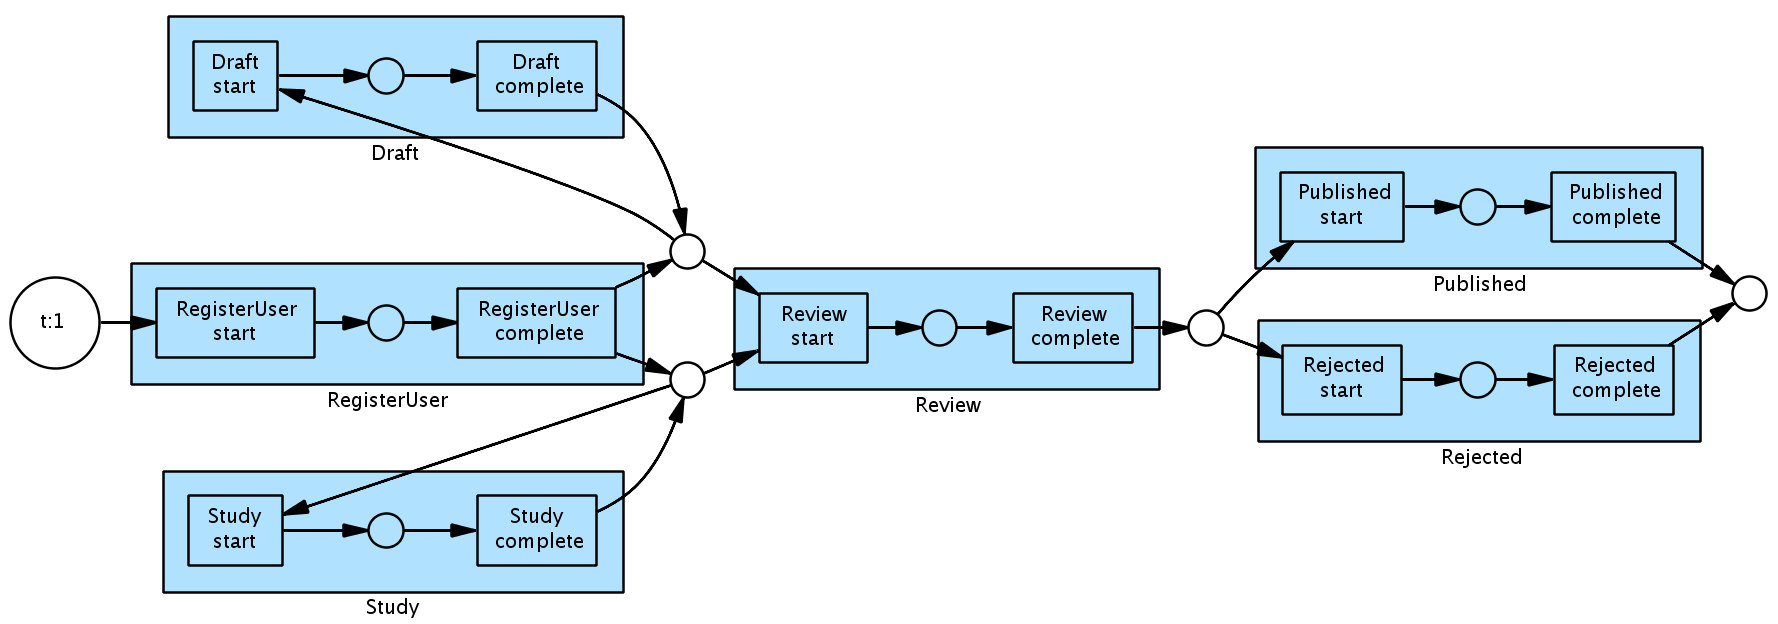 Draft
start
Draft
complete
Draft
t:1
RegisterUser
start
RegisterUser
complete
RegisterUser
Study
start
Study
complete
Study
Review
start
Review
complete
Review
Published
start
Published
complete
Published
Rejected
start
Rejected
complete
Rejected